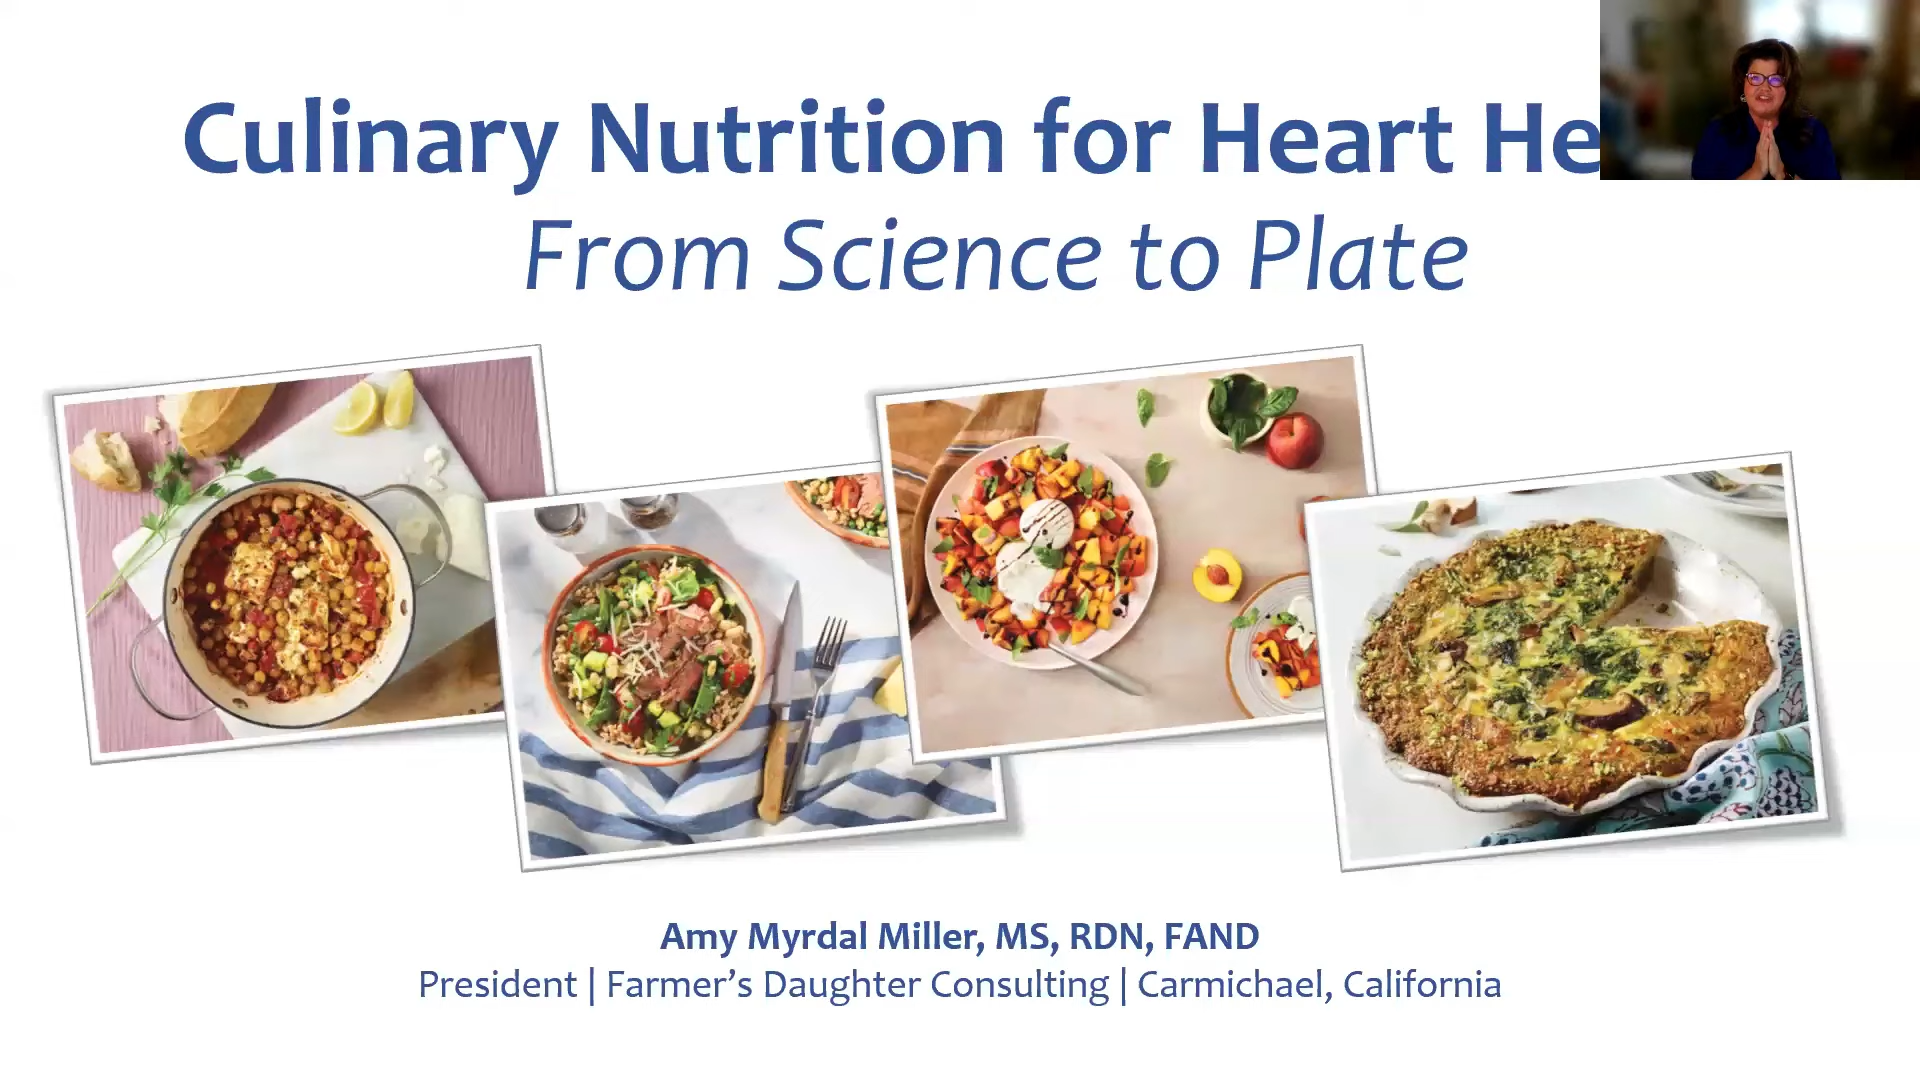 Culinary Nutrition for Heart He
From Science to Plate
Amy Myrdal Miller, MS, RDN, FAND
President | Farmer’s Daughter Consulting | Carmichael, California